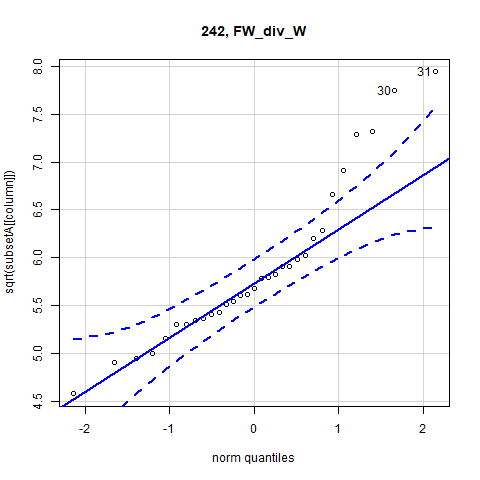 242, FW_div_W
sqrt(subsetA[[column]])
8.0
7.5
7.0
6.5
6.0
5.5
5.0
4.5
31
30
-2 -1 0 1 2
norm quantiles